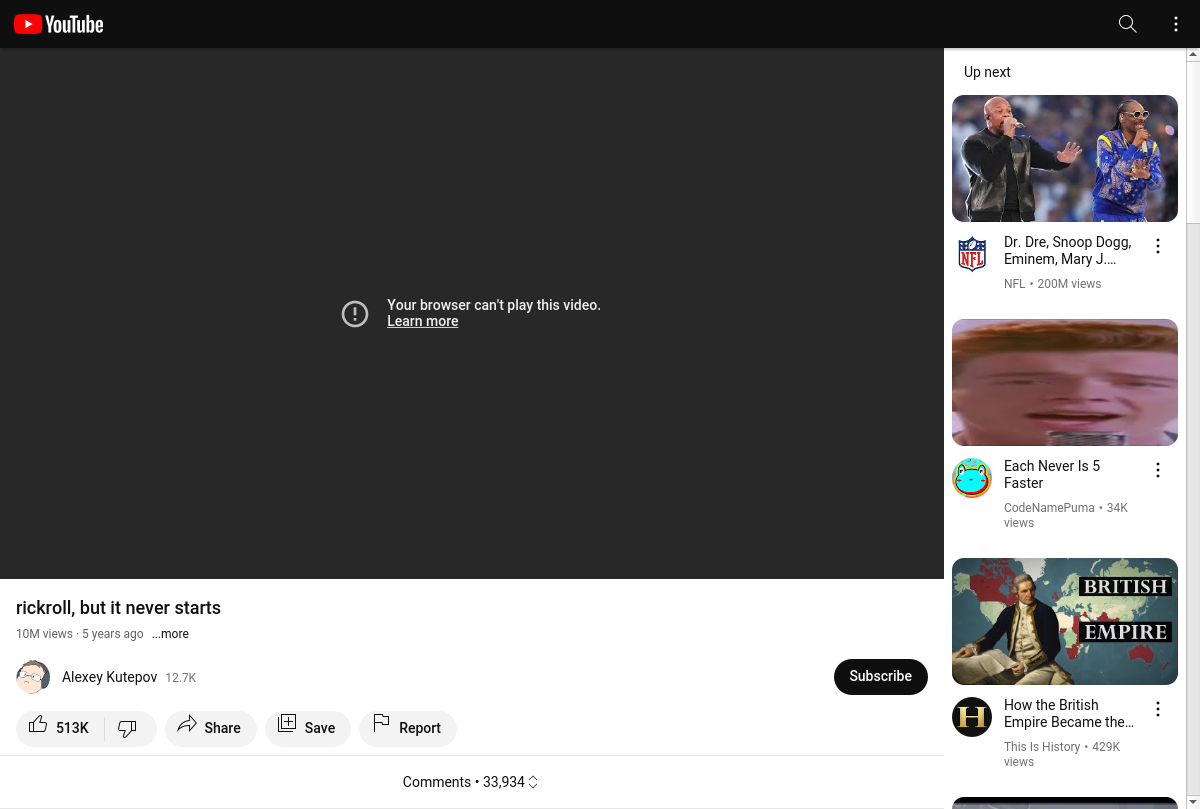 YouTube
Your browser can't play this video.
Learn more
rickroll, but it never starts
10M views · 5 years ago ...more
Alexey Kutepov 12.7K
Subscribe
513K
Share
Save
Report
Comments • 33,934
Up next
NFL
Dr. Dre, Snoop Dogg,
Eminem, Mary J.…
NFL • 200M views
Each Never Is 5
Faster
CodeNamePuma • 34K
views
BRITISH
EMPIRE
H
How the British
Empire Became the…
This Is History • 429K
views